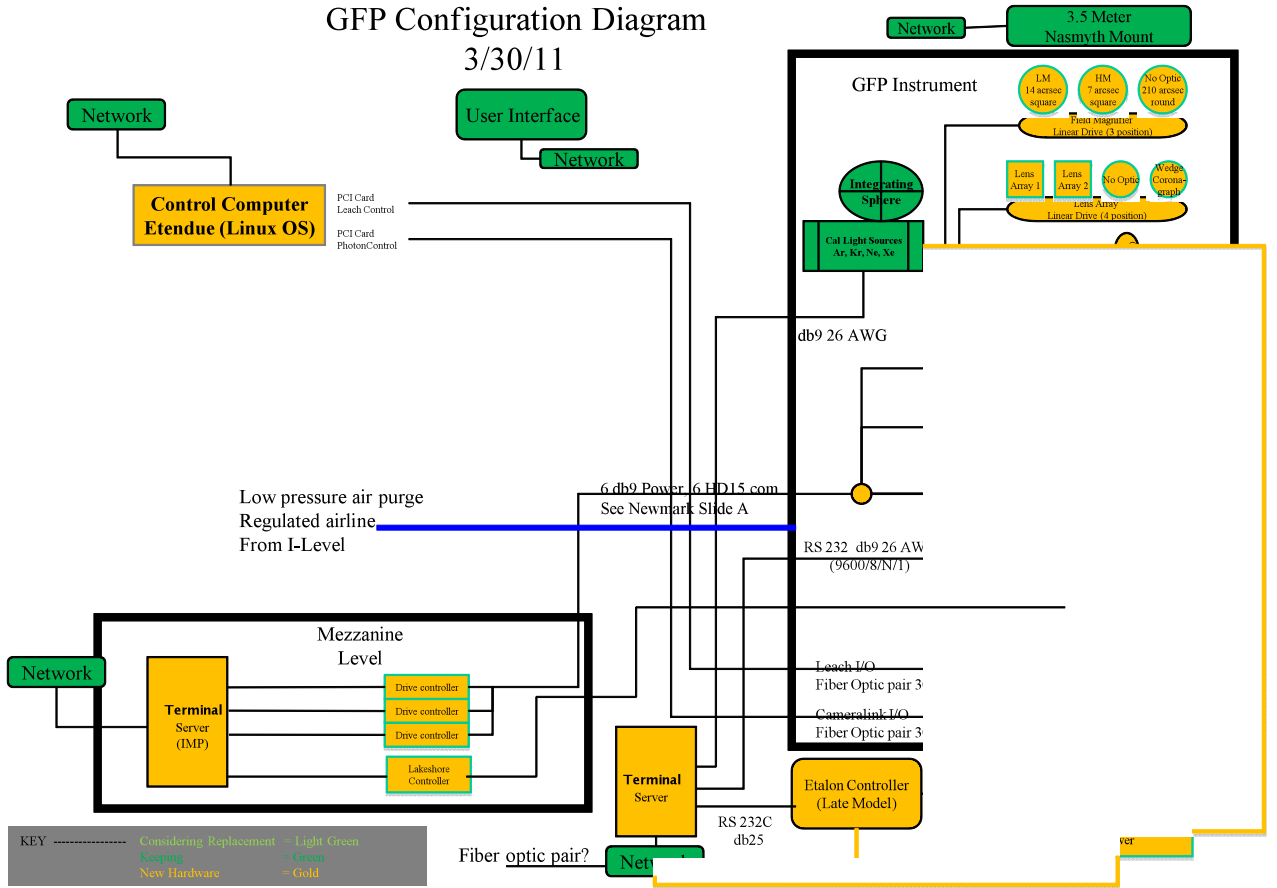 GFP Configuration Diagram
3/30/11
Network
3.5 Meter
Nasmyth Mount
GFP Instrument
LM
14 acrsec
square
HM
7 arcsec
square
No Optic
210 arcsec
round
Field Magnifier
Linear Drive (3 position)
Network
User Interface
Network
Control Computer
Etendue (Linux OS)
PCI Card
Leach Control
PCI Card
PhotonControl
Integrating
Sphere
Lens
Array 1
Lens
Array 2
No Optic
Wedge
Corona-
graph
Lens Array
Linear Drive (4 position)
Cal Light Sources
Ar, Kr, Ne, Xe
db9 26 AWG
Low pressure air purge
Regulated airline
From I-Level
6 db9 Power, 6 HD15 com
See Newmark Slide A
RS 232 db9 26 AW
(9600/8/N/1)
Mezzanine
Level
Network
Terminal
Server
(IMP)
Drive controller
Drive controller
Drive controller
Lakeshore
Controller
Leach I/O
Fiber Optic pair 3
Cameralink I/O
Fiber Optic pair 3
Terminal
Server
Etalon Controller
(Late Model)
RS 232C
db25
Fiber optic pair?
Net
KEY ----------------- Considering Replacement = Light Green
Keeping = Green
New Hardware = Gold